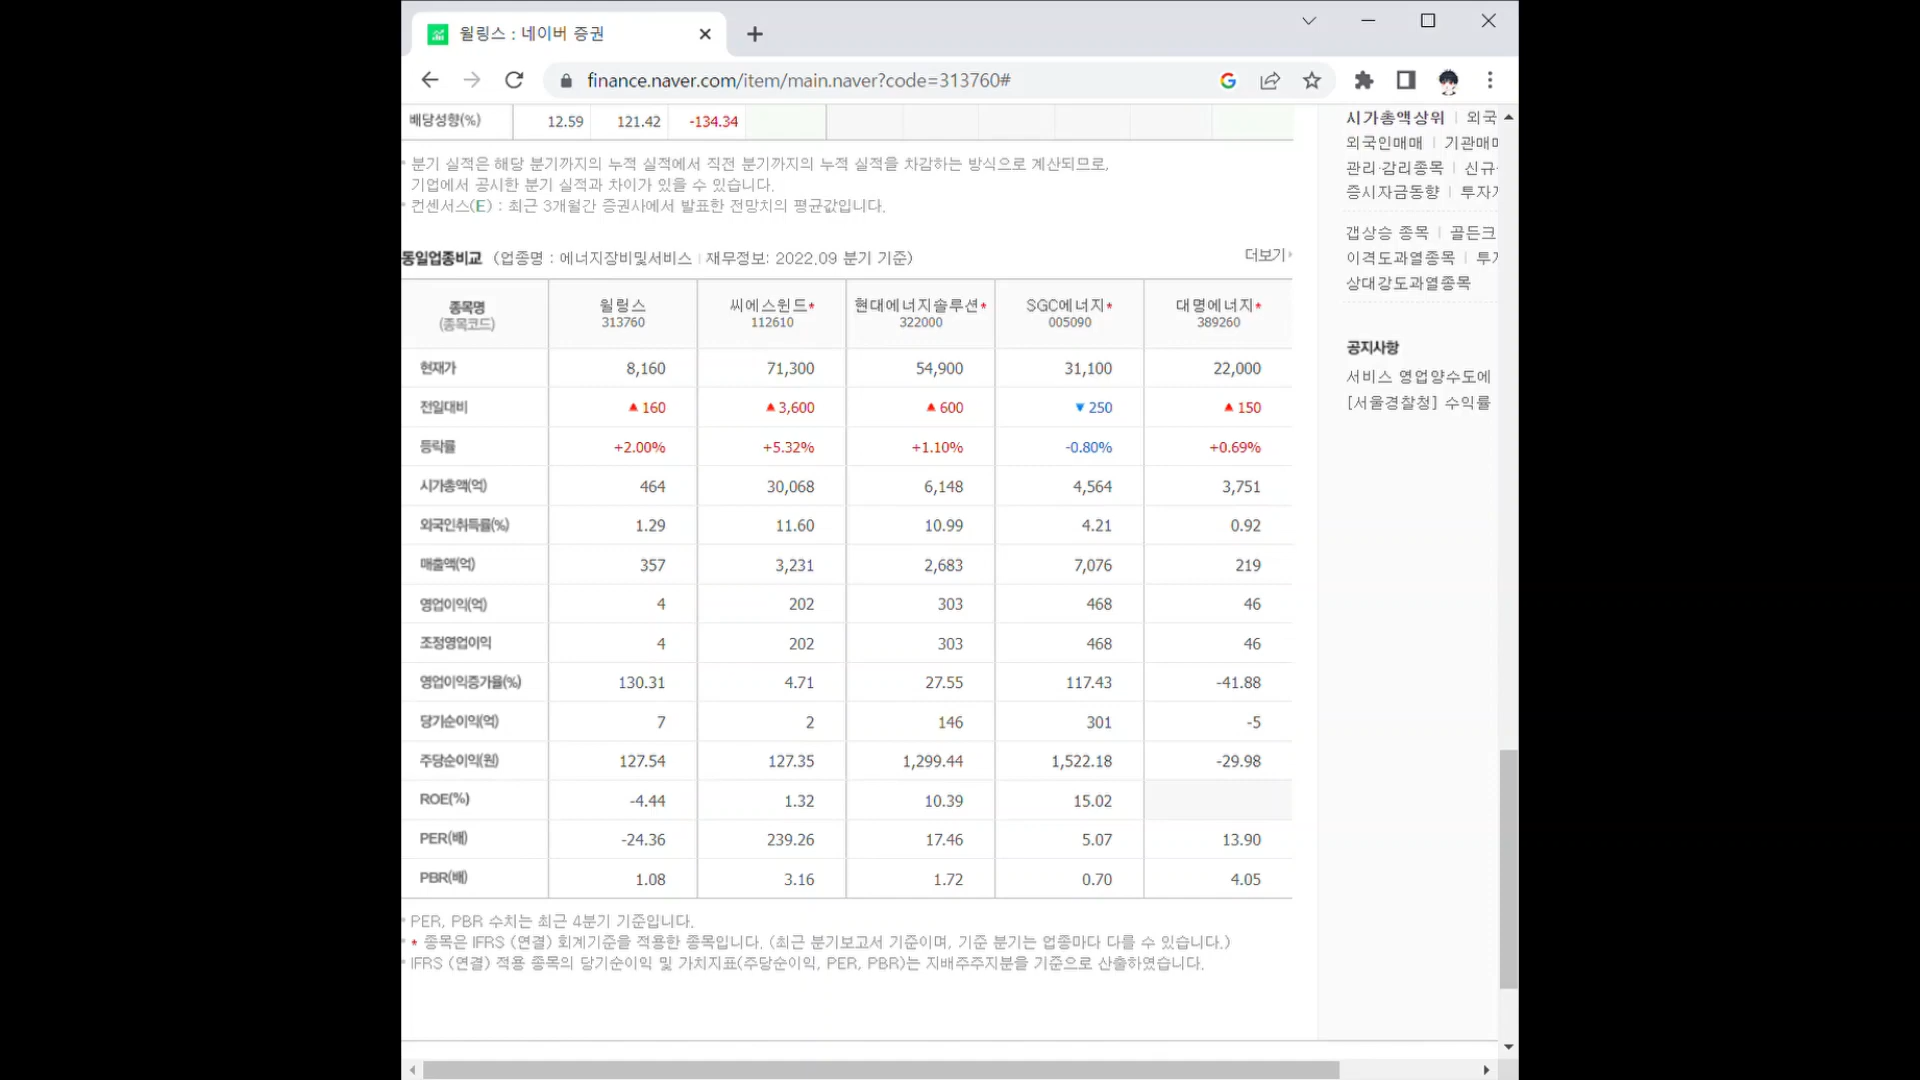 윌링스 : 네이버 증권
finance.naver.com/item/main.naver?code=313760#
배당성향(%) 12.59 121.42 -134.34
* 분기 실적은 해당 분기까지의 누적 실적에서 직전 분기까지의 누적 실적을 차감하는 방식으로 계산되므로,
기업에서 공시한 분기 실적과 차이가 있을 수 있습니다.
* 컨센서스(E) : 최근 3개월간 증권사에서 발표한 전망치의 평균값입니다.
동일업종비교 (업종명 : 에너지장비및서비스 | 재무정보: 2022.09 분기 기준) 더보기
종목명 윌링스 씨에스윈드* 현대에너지솔루션* SGC에너지* 대명에너지*
(종목코드) 313760 112610 322000 005090 389260
현재가 8,160 71,300 54,900 31,100 22,000
전일대비 ▲160 ▲3,600 ▲600 ▼250 ▲150
등락률 +2.00% +5.32% +1.10% -0.80% +0.69%
시가총액(억) 464 30,068 6,148 4,564 3,751
외국인취득률(%) 1.29 11.60 10.99 4.21 0.92
매출액(억) 357 3,231 2,683 7,076 219
영업이익(억) 4 202 303 468 46
조정영업이익 4 202 303 468 46
영업이익증가율(%) 130.31 4.71 27.55 117.43 -41.88
당기순이익(억) 7 2 146 301 -5
주당순이익(원) 127.54 127.35 1,299.44 1,522.18 -29.98
ROE(%) -4.44 1.32 10.39 15.02
PER(배) -24.36 239.26 17.46 5.07 13.90
PBR(배) 1.08 3.16 1.72 0.70 4.05
* PER, PBR 수치는 최근 4분기 기준입니다.
* * 종목은 IFRS (연결) 회계기준을 적용한 종목입니다. (최근 분기보고서 기준이며, 기준 분기는 업종마다 다를 수 있습니다.)
* IFRS (연결) 적용 종목의 당기순이익 및 가치지표(주당순이익, PER, PBR)는 지배주주지분을 기준으로 산출하였습니다.
시가총액상위 | 외국
외국인매매 | 기관매매
관리·감리종목 | 신규
증시자금동향 | 투자
갭상승 종목 | 골든크
이격도과열종목 | 투
상대강도과열종목
공지사항
서비스 영업양수도에
[서울경찰청] 수익률